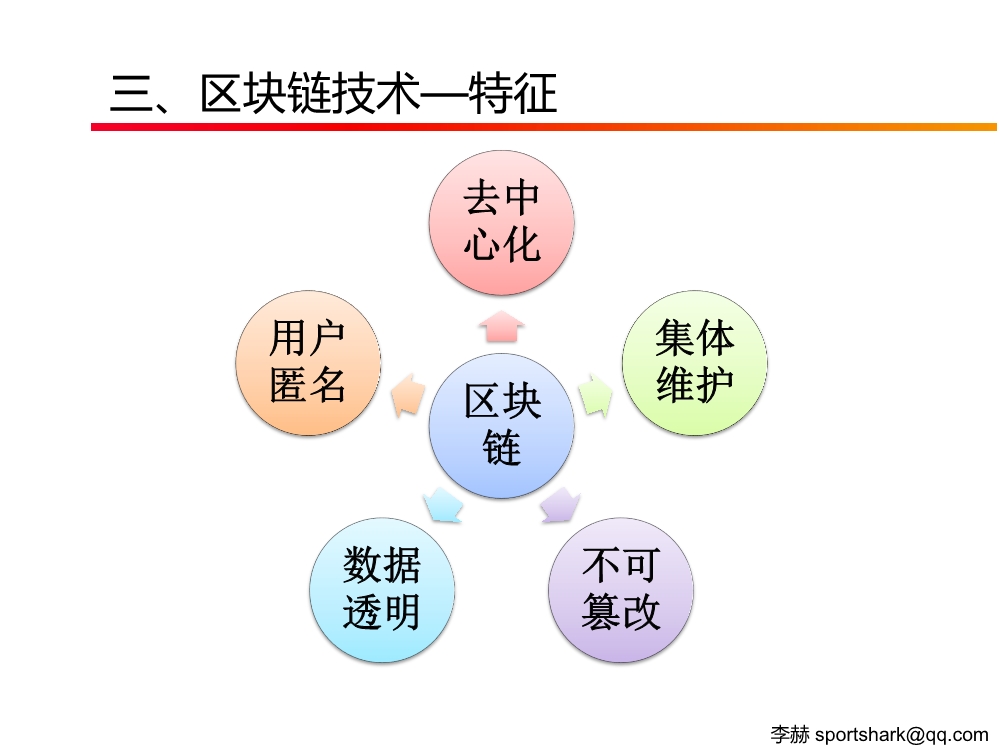 三、区块链技术—特征
去中
心化
用户
匿名
集体
维护
区块
链
数据
透明
不可
篡改
李赫 sportshark@qq.com